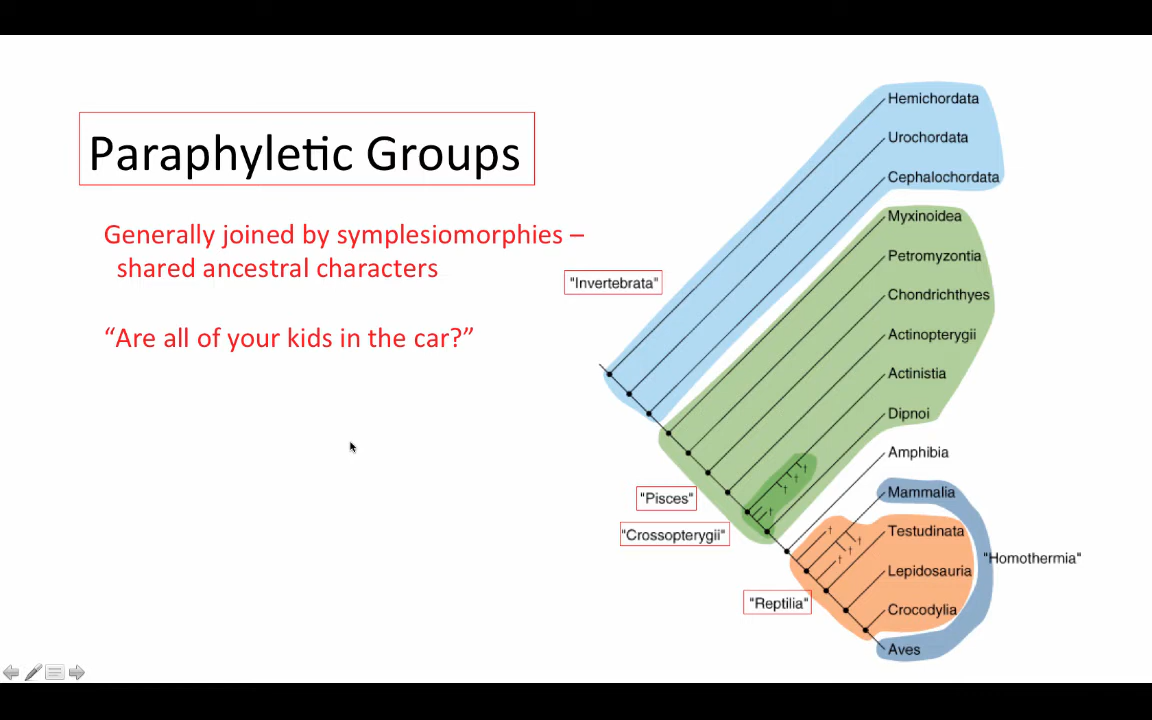 Paraphyletic Groups
Generally joined by symplesiomorphies –
shared ancestral characters
“Are all of your kids in the car?”
Hemichordata
Urochordata
Cephalochordata
Myxinoidea
Petromyzontia
"Invertebrata"
Chondrichthyes
Actinopterygii
Actinistia
Dipnoi
Amphibia
Mammalia
"Pisces"
"Crossopterygii"
Testudinata
"Homothermia"
Lepidosauria
"Reptilia"
Crocodylia
Aves